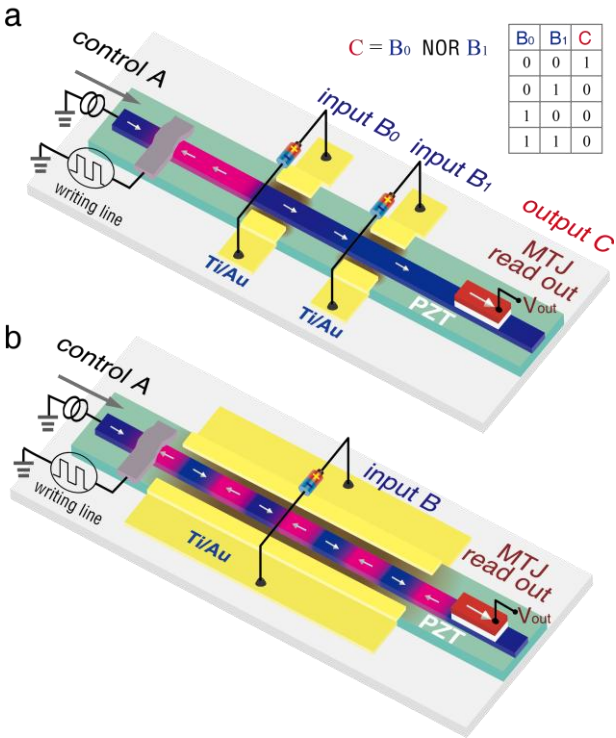 a
control A
C = B0 NOR B1
B0 B1 C
0 0 1
0 1 0
1 0 0
1 1 0
input B0
input B1
output C
MTJ
read out
Vout
writing line
Ti/Au
Ti/Au
PZT
b
control A
input B
MTJ
read out
Vout
writing line
Ti/Au
PZT